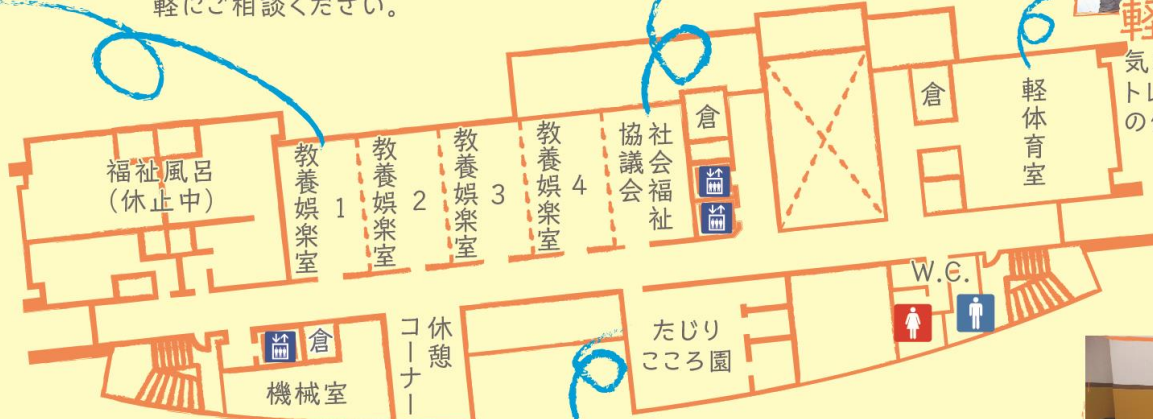 軽にご相談ください。
軽
気
トレ
の
福祉風呂
(休止中)
教養娯楽室 1
教養娯楽室 2
教養娯楽室 3
教養娯楽室 4
社会福祉
協議会
倉
倉
軽体育室
W.C.
倉
機械室
休憩
コーナー
たじり
こころ園